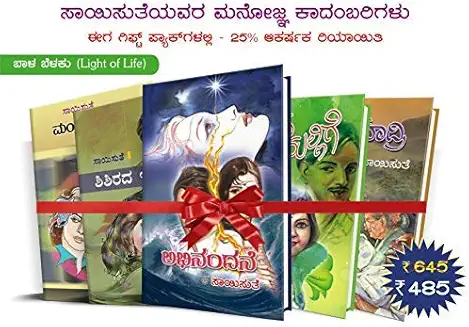 ಸಾಯಿಸುತೆಯವರ ಮನೋಜ್ಞ ಕಾದಂಬರಿಗಳು
ಈಗ ಗಿಫ್ಟ್ ಪ್ಯಾಕ್‌ಗಳಲ್ಲಿ - 25% ಆಕರ್ಷಕ ರಿಯಾಯಿತಿ
ಬಾಳ ಬೆಳಕು (Light of Life)
ಸಾಯಿಸುತೆ
ಸಾಯಿಸುತೆ
ಶಿಶಿರದ
ಅಭಿನಂದನೆ
ಸಾಯಿಸುತೆ
ಸಾಯಿಸುತೆ
₹ 645
₹ 485